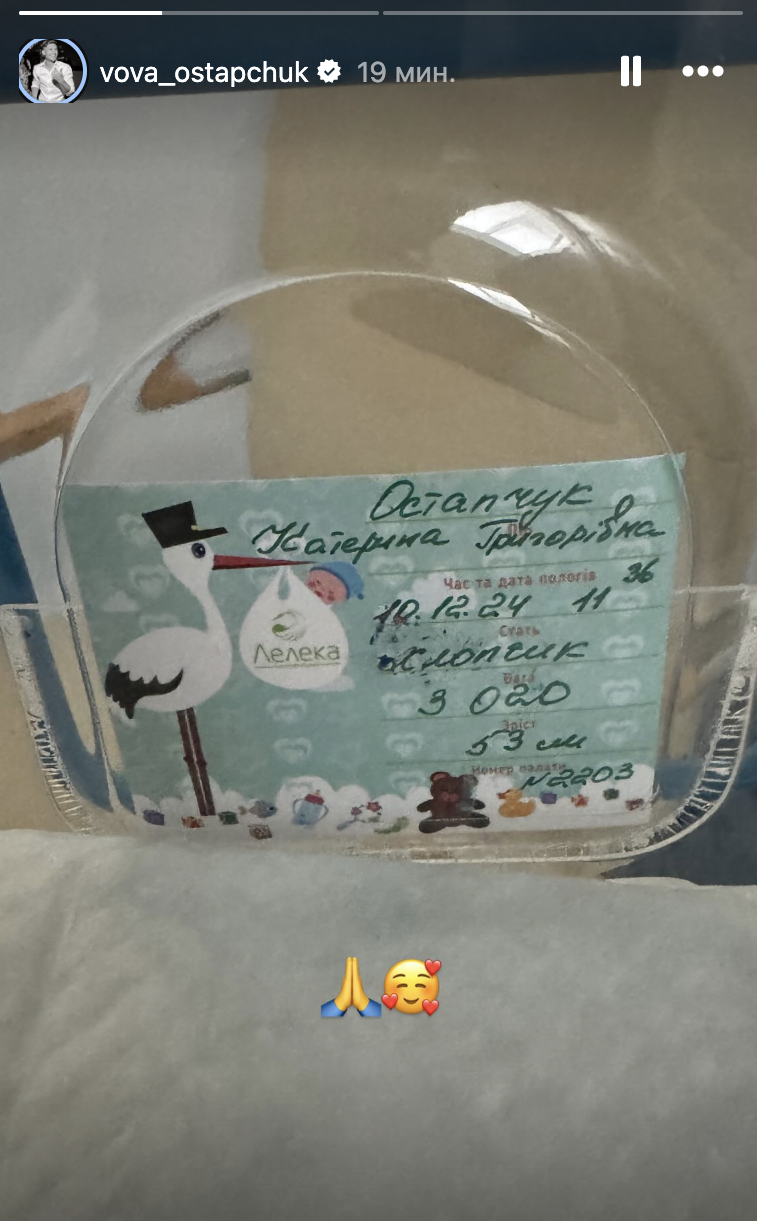 vova_ostapchuk 19 мин.
Остапчук
ПІБ
Катерина Григорівна
Час та дата пологів
10.12.24 11 36
Стать
Хлопчик
Вага
3 020
Зріст
53 см
Номер палати
№2203
Лелека